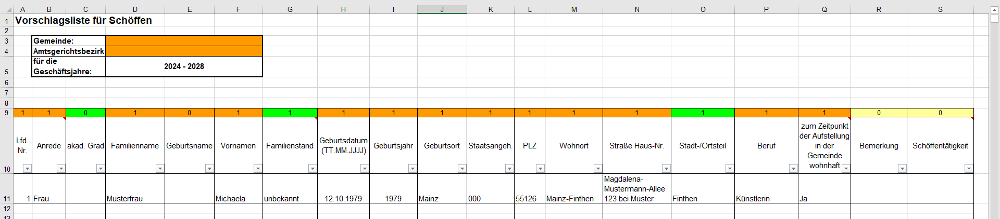 A B C D E F G H I J K L M N O P Q R S
1 Vorschlagsliste für Schöffen
2
3 Gemeinde:
4 Amtsgerichtsbezirk
für die
5 Geschäftsjahre: 2024 - 2028
6
7
8
9 1 1 0 1 0 1 1 1 1 1 1 1 1 1 1 1 1 0 0
Lfd. Nr.
Anrede
akad. Grad
Familienname
Geburtsname
Vornamen
Familienstand
Geburtsdatum
(TT.MM.JJJJ)
Geburtsjahr
Geburtsort
Staatsangeh.
PLZ
Wohnort
Straße Haus-Nr.
Stadt-/Ortsteil
Beruf
zum Zeitpunkt
der Aufstellung
in der
Gemeinde
wohnhaft
Bemerkung
Schöffentätigkeit
10
11 1 Frau Musterfrau Michaela unbekannt 12.10.1979 1979 Mainz 000 55126 Mainz-Finthen
Magdalena-
Mustermann-Allee
123 bei Muster
Finthen Künstlerin Ja
12
13